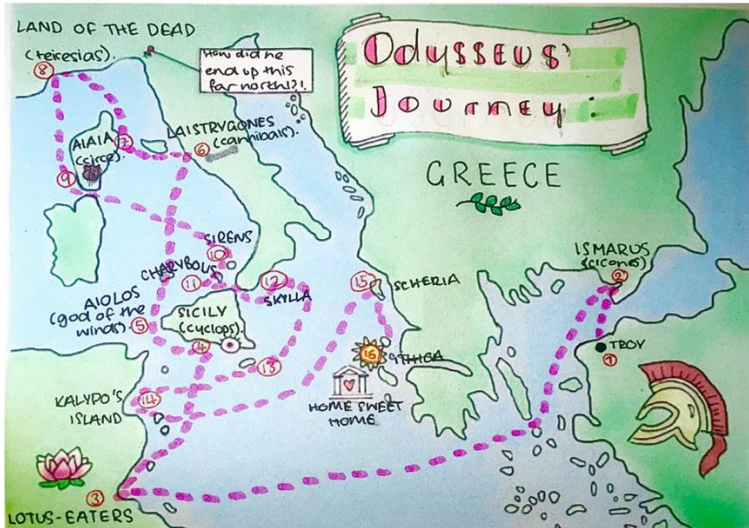 LAND OF THE DEAD
(teiresias).
8
How did he
end up this
far north?!.
Odysseus'
Journey:
AIAIA
(circe).
7
LAISTRYGONES
6 (cannibals).
9
GREECE
SIRENS
10
ISMARUS
(cicones)
2
CHARYBDIS
11
12
SKYLLA
15
SCHERIA
AIOLOS
(god of the
winds).
5
SICILY
(cyclops).
4
TROY
1
13
16
ITHICA
KALYPO'S
ISLAND
14
HOME SWEET
HOME
3
LOTUS-EATERS